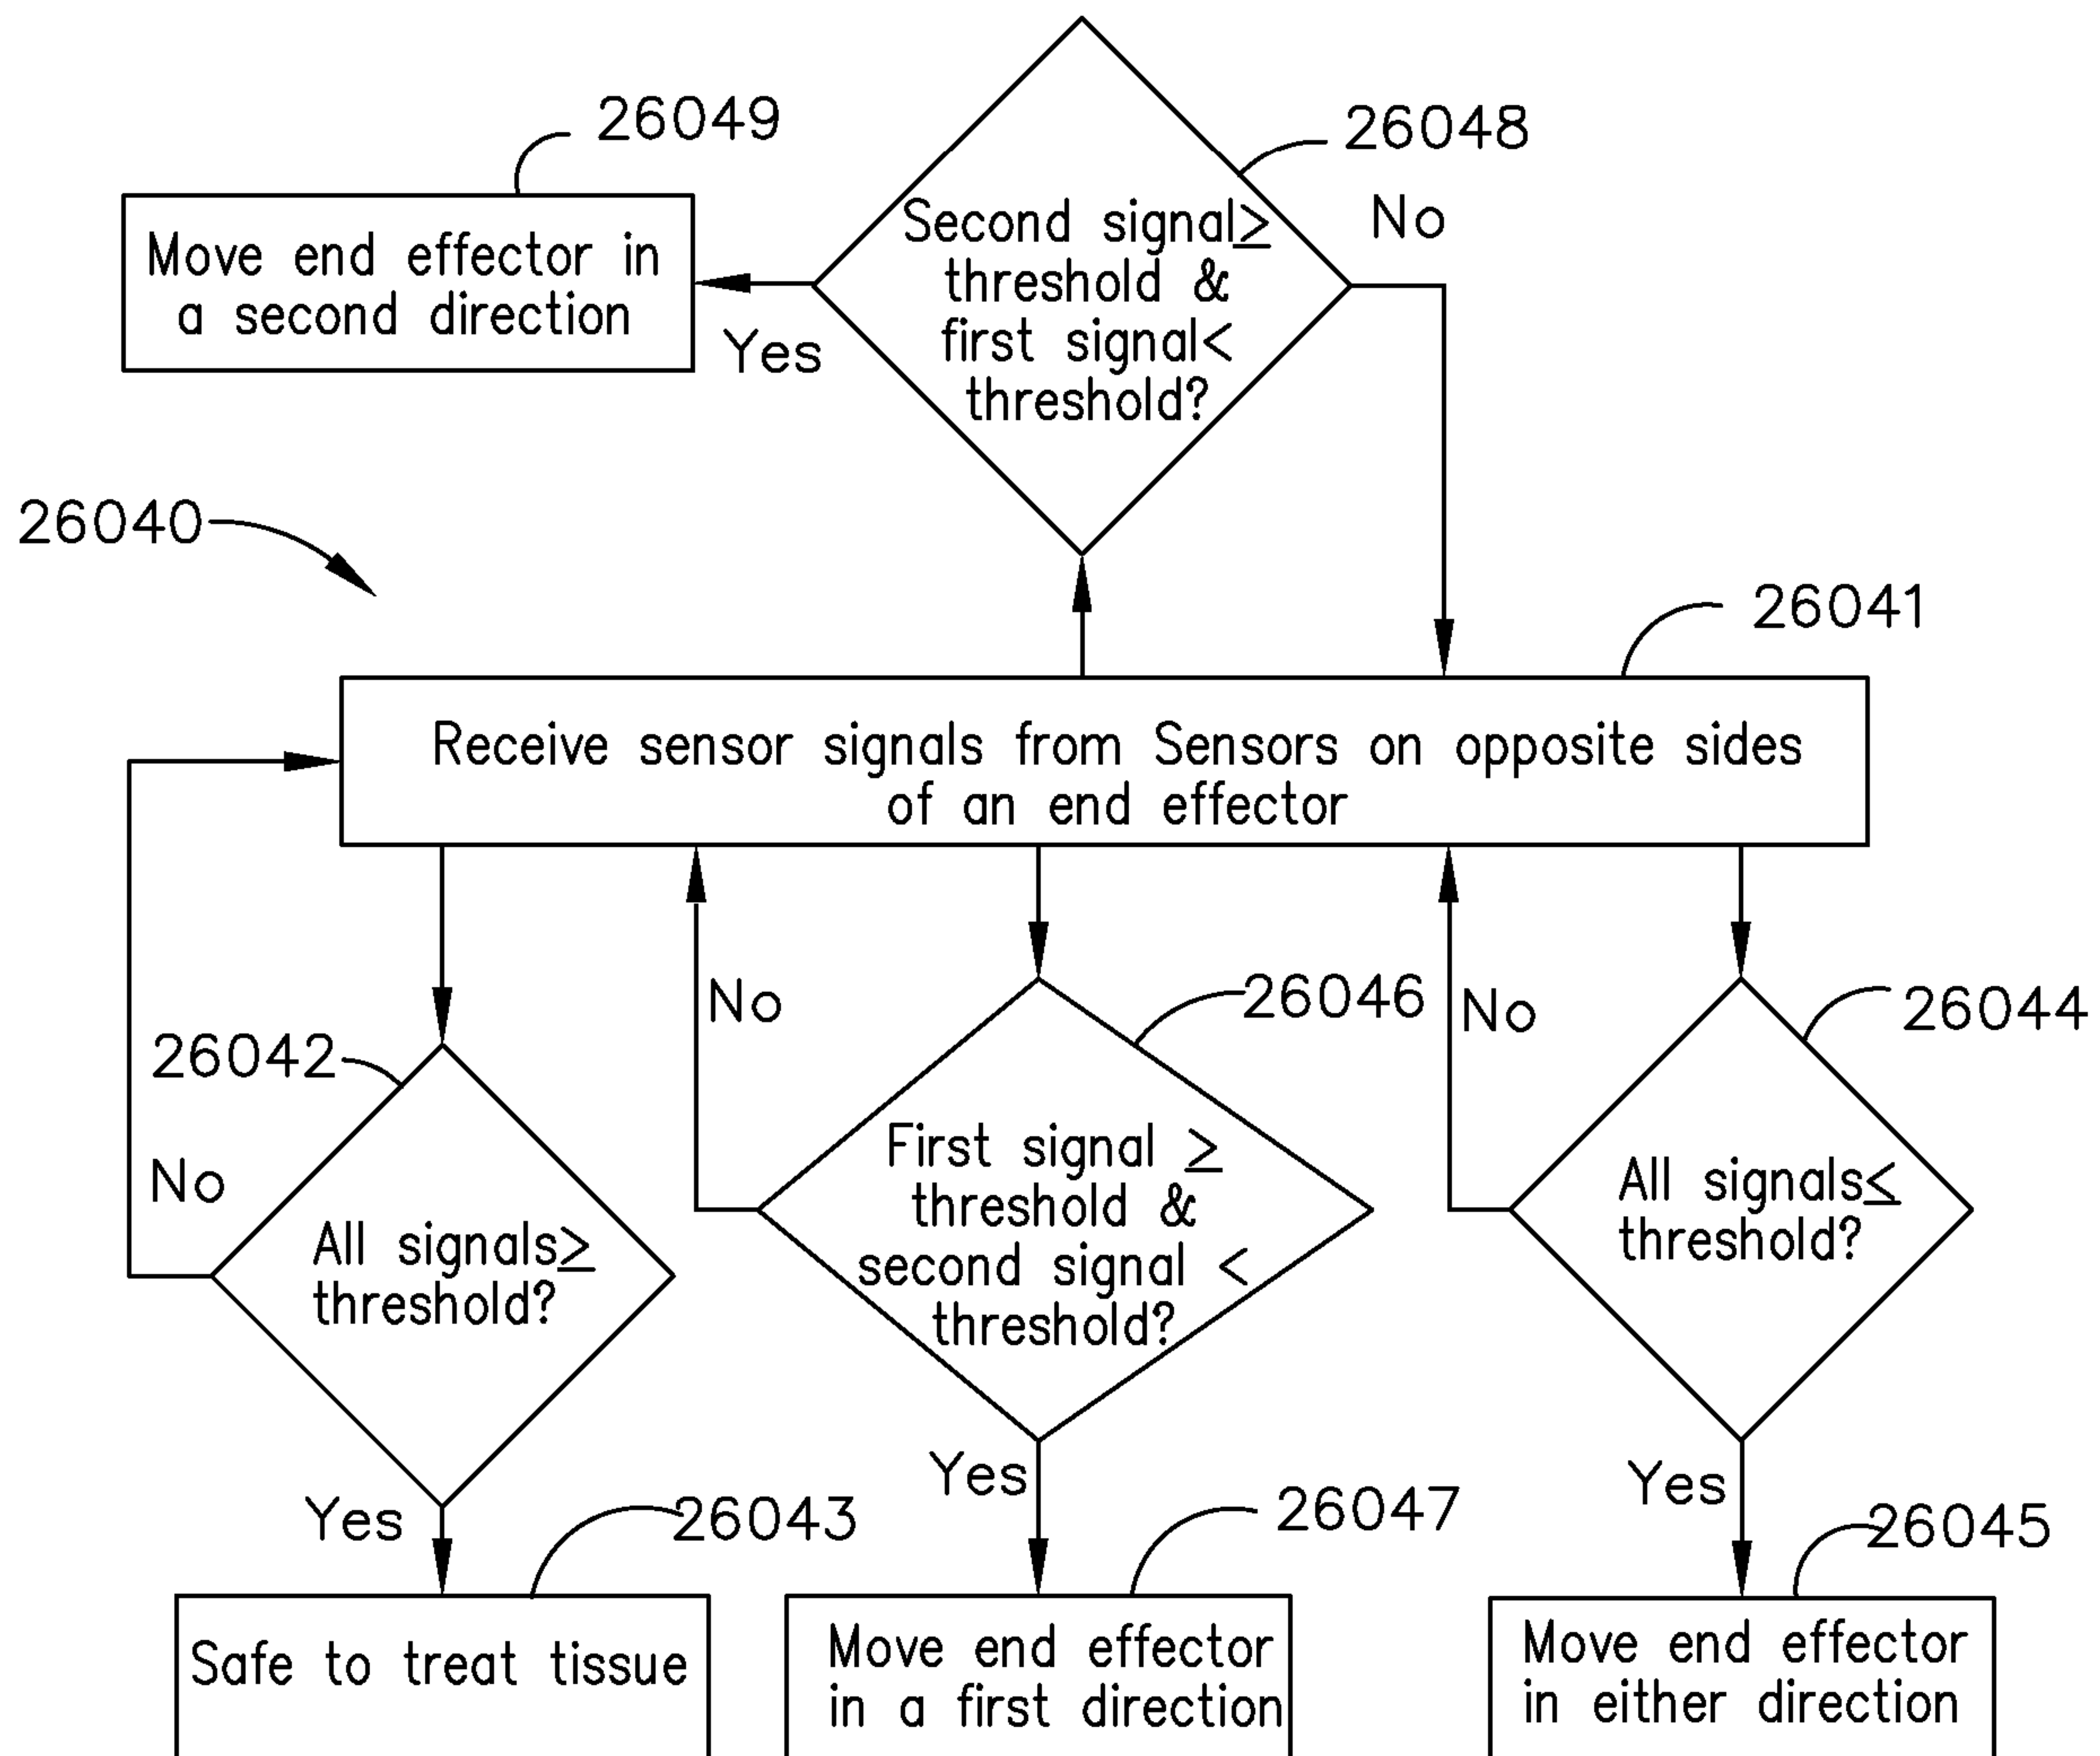 26049
26048
Second signal≥
threshold &
first signal<
threshold?
No
Move end effector in
a second direction
Yes
26040
26041
Receive sensor signals from Sensors on opposite sides
of an end effector
No
26046
No
26044
26042
No
All signals≥
threshold?
First signal ≥
threshold &
second signal <
threshold?
All signals≤
threshold?
Yes
26043
Yes
26047
Yes
26045
Safe to treat tissue
Move end effector
in a first direction
Move end effector
in either direction